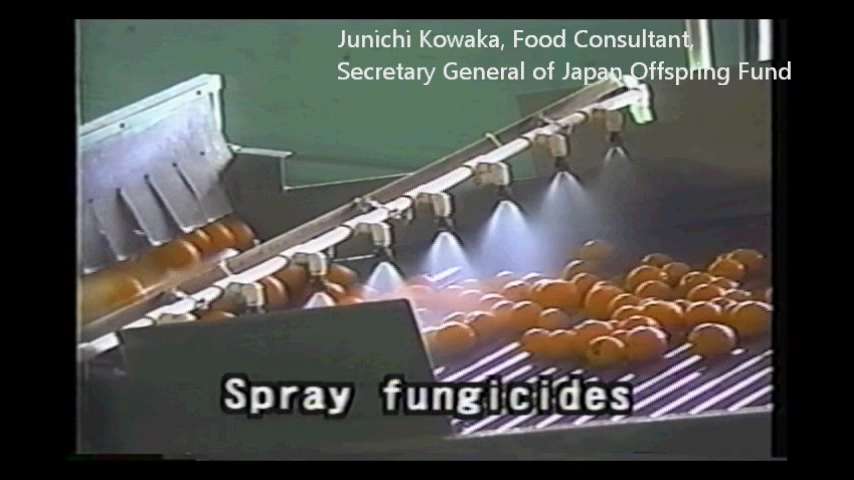 Junichi Kowaka, Food Consultant,
Secretary General of Japan Offspring Fund
Spray fungicides